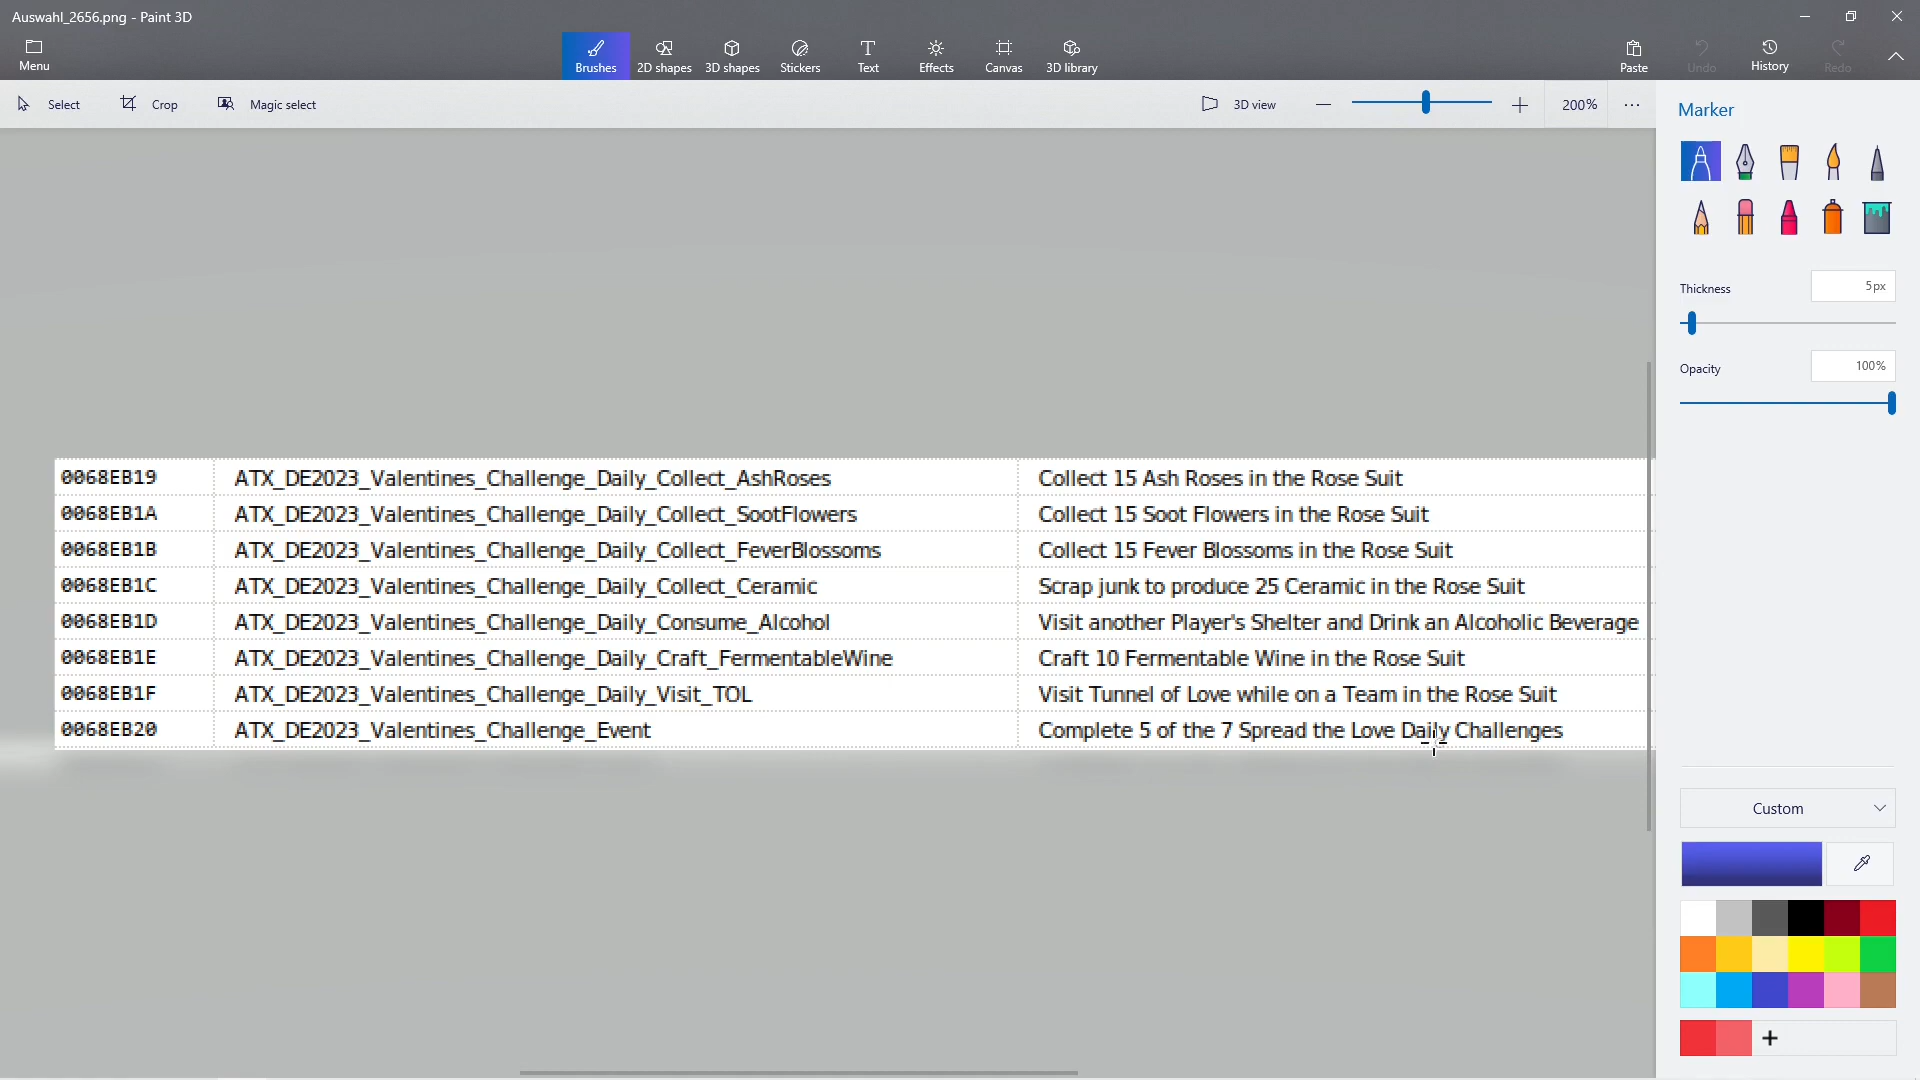 Auswahl_2656.png - Paint 3D
Menu
Brushes 2D shapes 3D shapes Stickers Text Effects Canvas 3D library
Paste Undo History Redo
Select Crop Magic select
3D view 200%
Marker
Thickness 5px
Opacity 100%
0068EB19 ATX_DE2023_Valentines_Challenge_Daily_Collect_AshRoses Collect 15 Ash Roses in the Rose Suit
0068EB1A ATX_DE2023_Valentines_Challenge_Daily_Collect_SootFlowers Collect 15 Soot Flowers in the Rose Suit
0068EB1B ATX_DE2023_Valentines_Challenge_Daily_Collect_FeverBlossoms Collect 15 Fever Blossoms in the Rose Suit
0068EB1C ATX_DE2023_Valentines_Challenge_Daily_Collect_Ceramic Scrap junk to produce 25 Ceramic in the Rose Suit
0068EB1D ATX_DE2023_Valentines_Challenge_Daily_Consume_Alcohol Visit another Player's Shelter and Drink an Alcoholic Beverage
0068EB1E ATX_DE2023_Valentines_Challenge_Daily_Craft_FermentableWine Craft 10 Fermentable Wine in the Rose Suit
0068EB1F ATX_DE2023_Valentines_Challenge_Daily_Visit_TOL Visit Tunnel of Love while on a Team in the Rose Suit
0068EB20 ATX_DE2023_Valentines_Challenge_Event Complete 5 of the 7 Spread the Love Daily Challenges
Custom